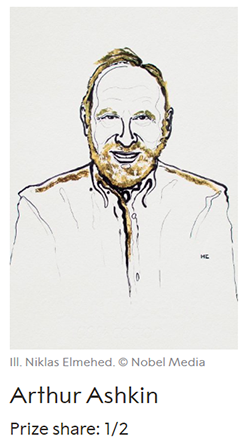 Ill. Niklas Elmehed. © Nobel Media
Arthur Ashkin
Prize share: 1/2